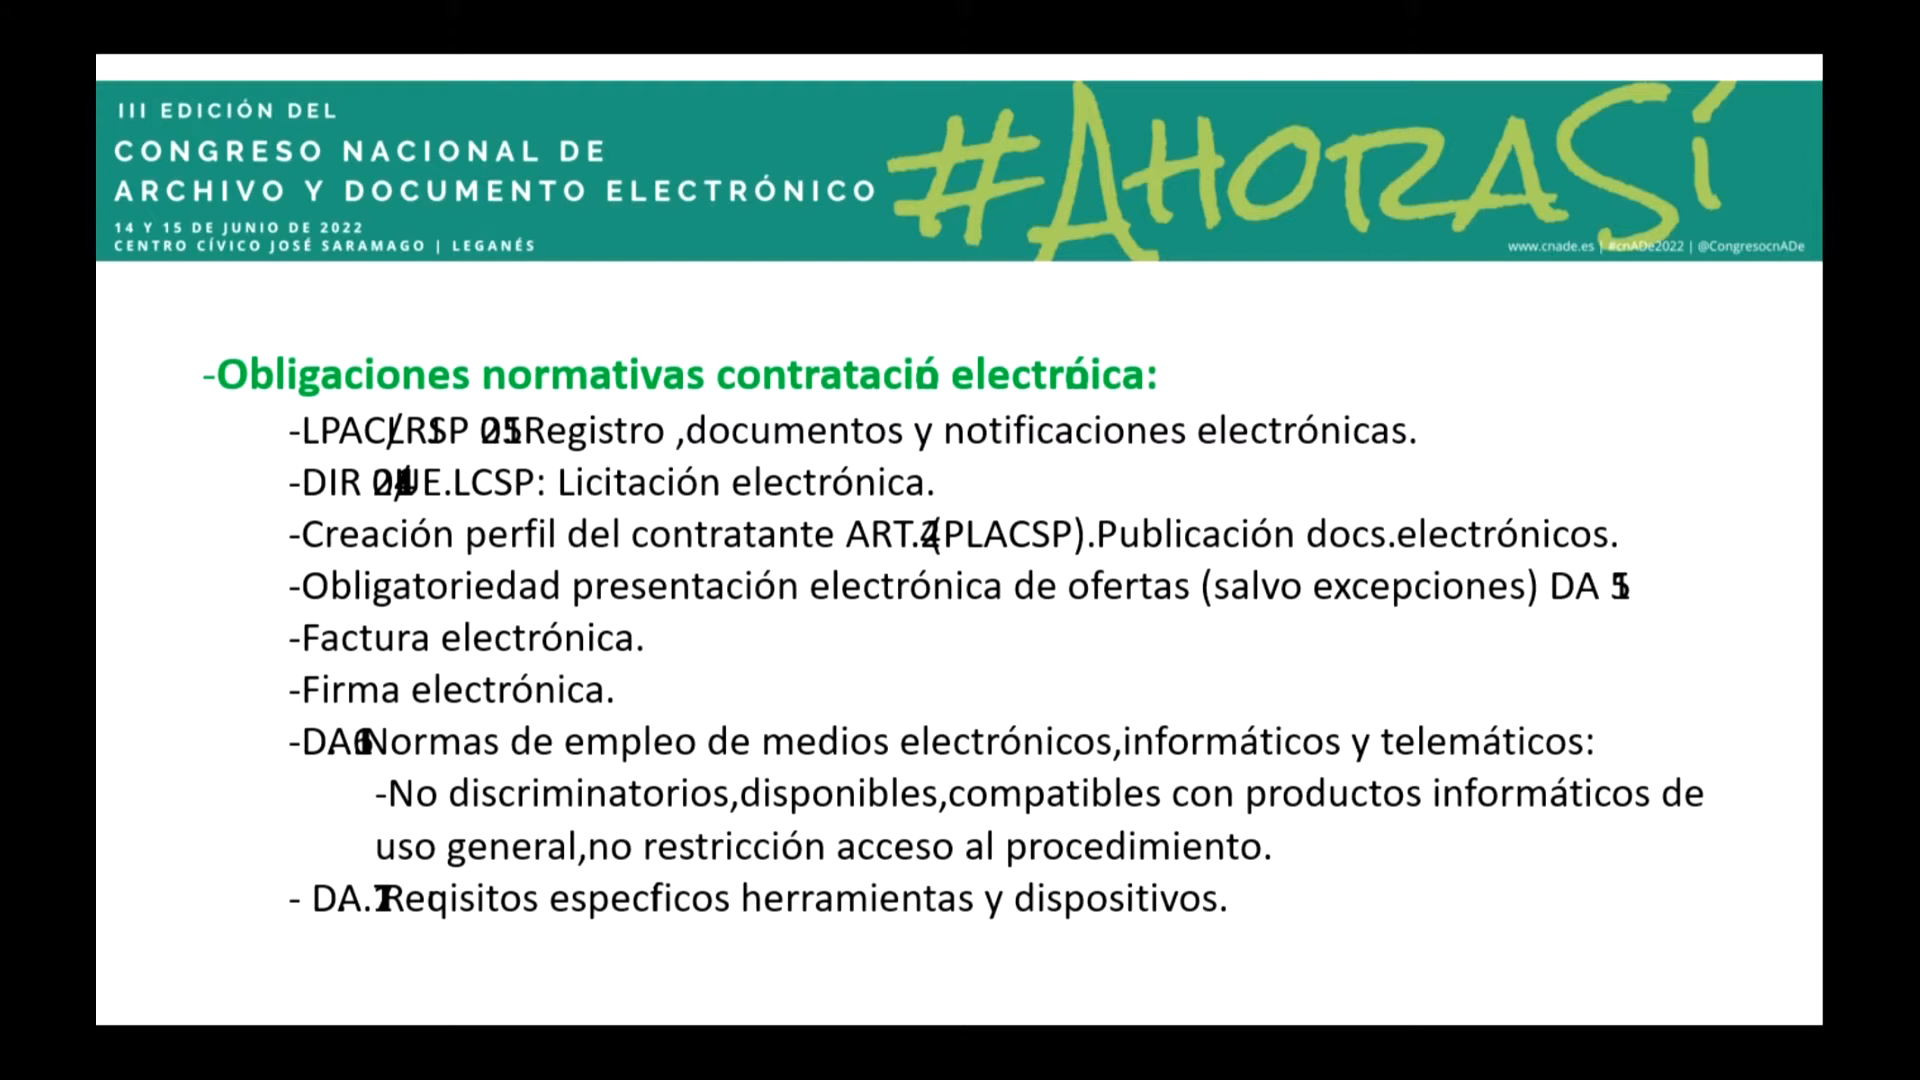 III EDICIÓN DEL
CONGRESO NACIONAL DE
ARCHIVO Y DOCUMENTO ELECTRÓNICO
14 Y 15 DE JUNIO DE 2022
CENTRO CÍVICO JOSÉ SARAMAGO | LEGANÉS
#AHORASÍ
www.cnade.es | #cnADe2022 | @CongresocnADe
-Obligaciones normativas :
Registro ,documentos y notificaciones electrónicas.
-DIR UE.LCSP: Licitación electrónica.
-Creación perfil del contratante ART. (PLACSP).Publicación docs.electrónicos.
-Obligatoriedad presentación electrónica de ofertas (salvo excepciones) DA
-Factura electrónica.
-Firma electrónica.
-DA Normas de empleo de medios electrónicos,informáticos y telemáticos:
-No discriminatorios,disponibles,compatibles con productos informáticos de
uso general,no restricción acceso al procedimiento.
- DA. herramientas y dispositivos.